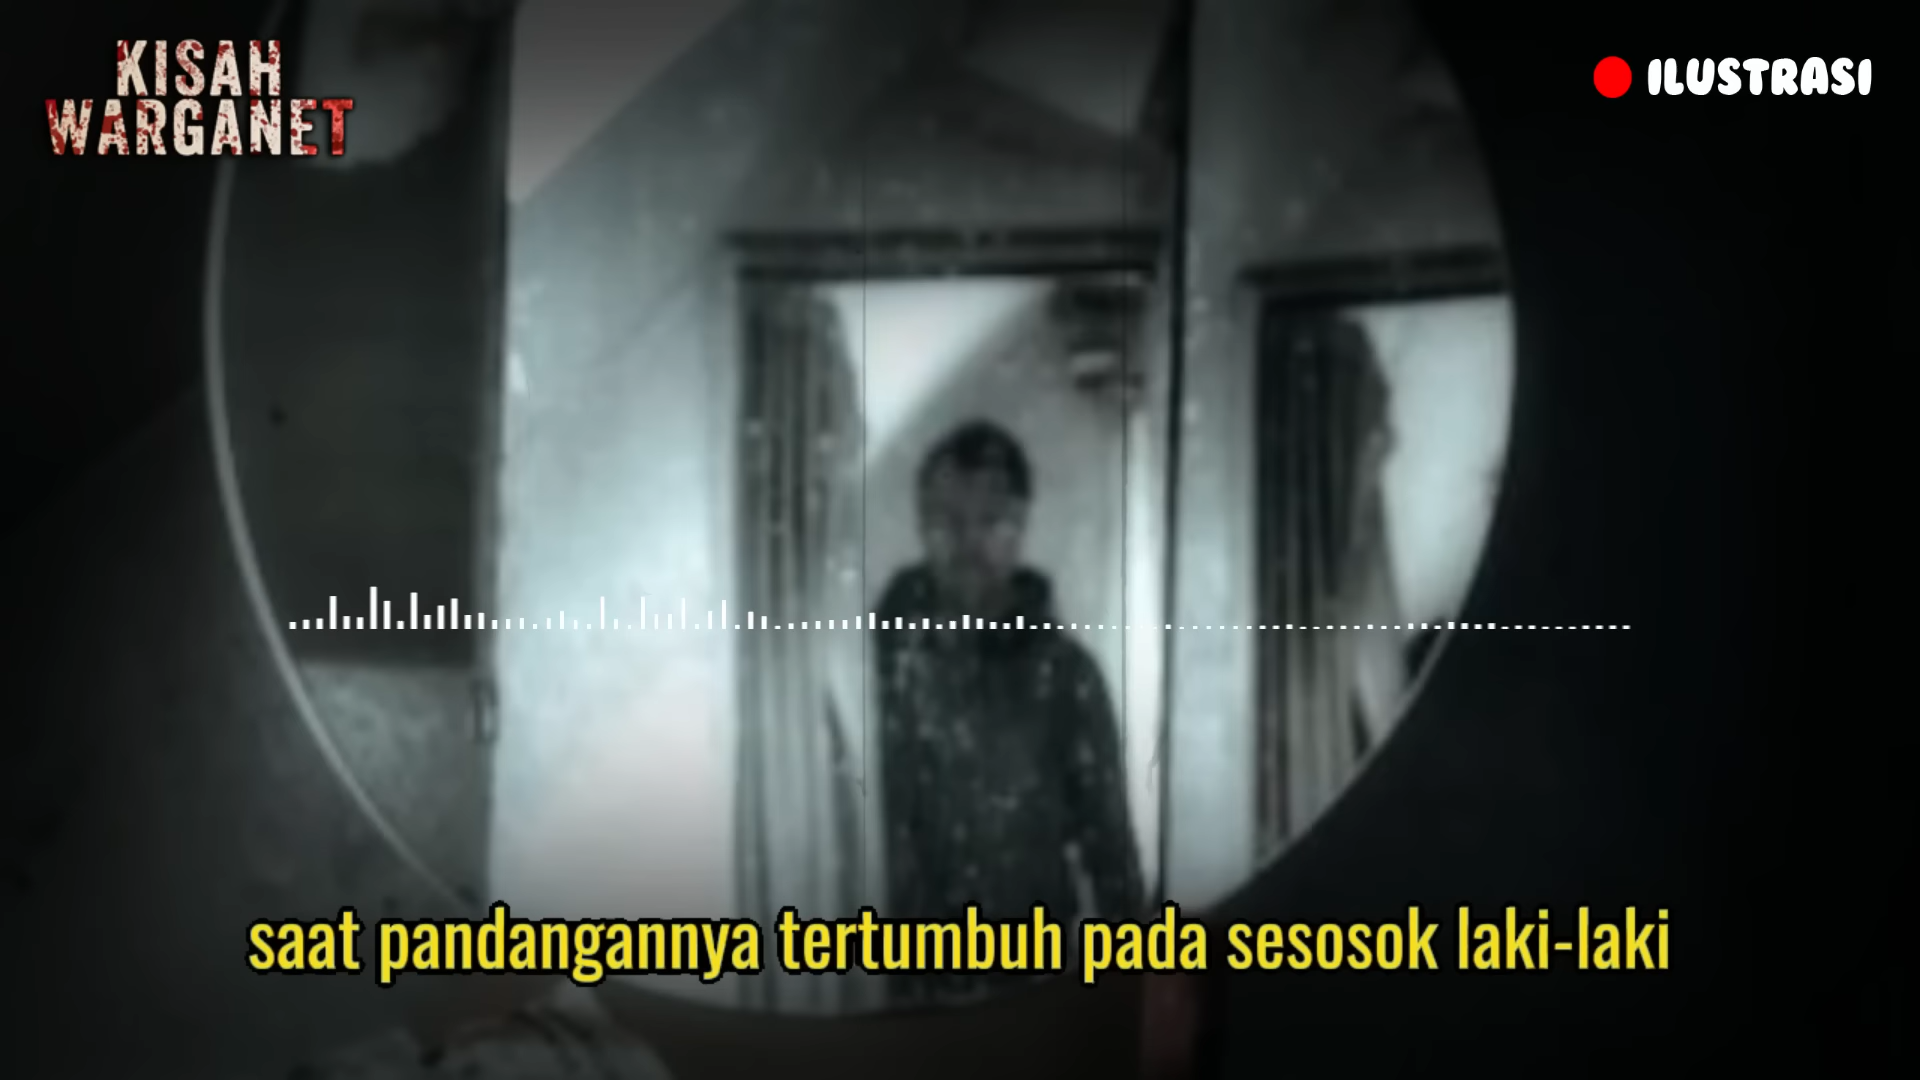 KISAH
WARGANET
ILUSTRASI
saat pandangannya tertumbuh pada sesosok laki-laki